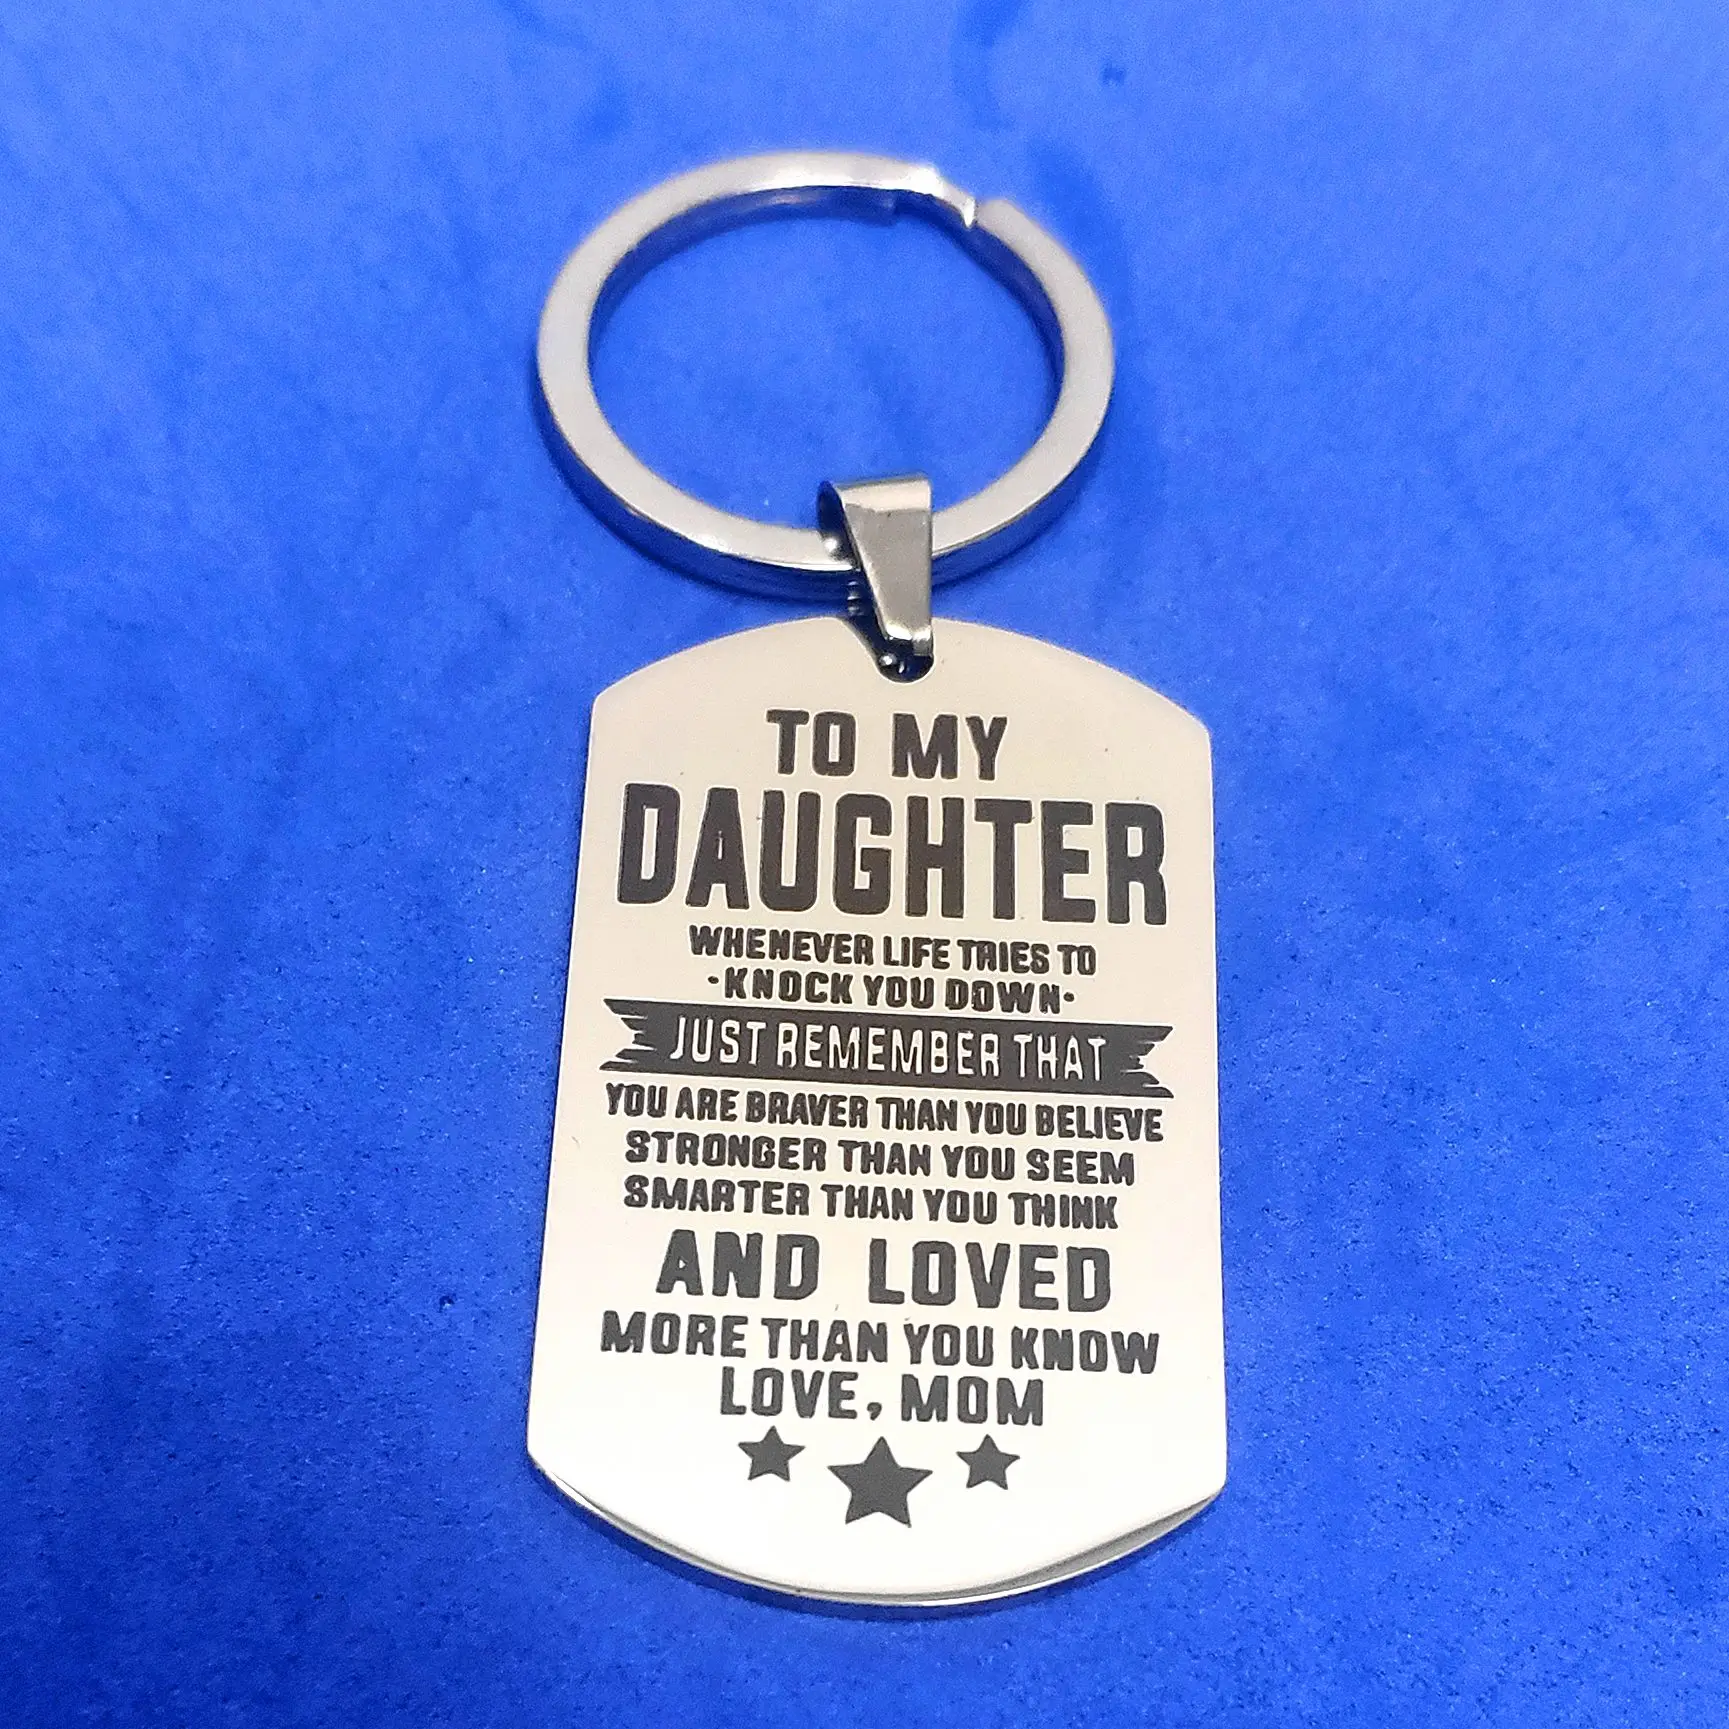 TO MY
DAUGHTER
WHENEVER LIFE TRIES TO
·KNOCK YOU DOWN·
JUST REMEMBER THAT
YOU ARE BRAVER THAN YOU BELIEVE
STRONGER THAN YOU SEEM
SMARTER THAN YOU THINK
AND LOVED
MORE THAN YOU KNOW
LOVE, MOM